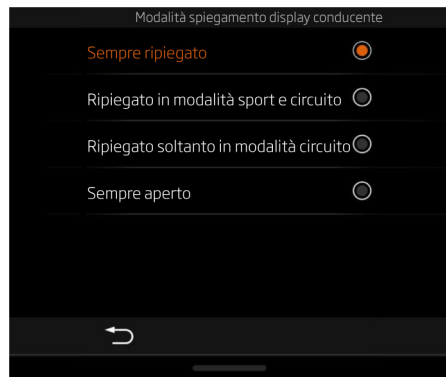 Modalità spiegamento display conducente
Sempre ripiegato
Ripiegato in modalità sport e circuito
Ripiegato soltanto in modalità circuito
Sempre aperto